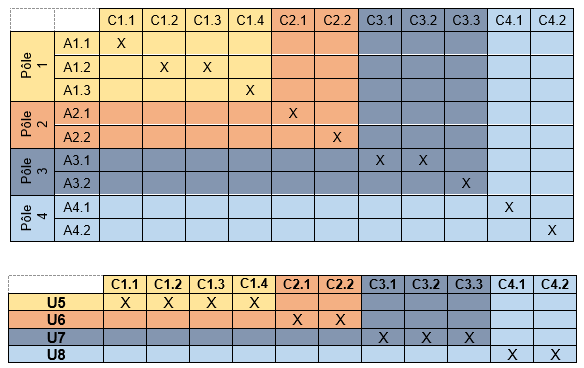 C1.1 C1.2 C1.3 C1.4 C2.1 C2.2 C3.1 C3.2 C3.3 C4.1 C4.2
Pôle 1
A1.1 X
A1.2 X X
A1.3 X
Pôle 2
A2.1 X
A2.2 X
Pôle 3
A3.1 X X
A3.2 X
Pôle 4
A4.1 X
A4.2 X
C1.1 C1.2 C1.3 C1.4 C2.1 C2.2 C3.1 C3.2 C3.3 C4.1 C4.2
U5 X X X X
U6 X X
U7 X X X
U8 X X